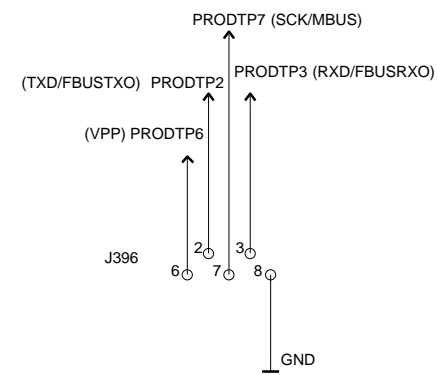 PRODTP7 (SCK/MBUS)
PRODTP3 (RXD/FBUSRXO)
(TXD/FBUSTXO) PRODTP2
(VPP) PRODTP6
2 3
J396
6 7 8
GND